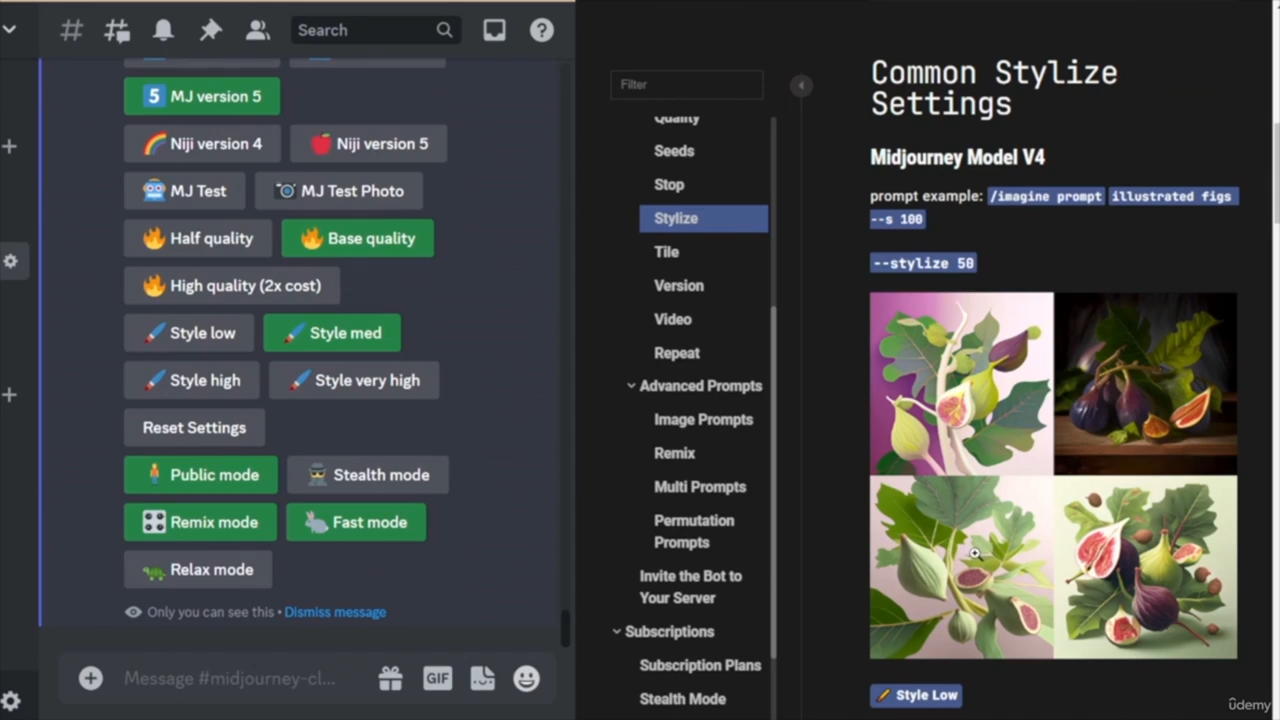 Search
5 MJ version 5
Niji version 4
Niji version 5
MJ Test
MJ Test Photo
Half quality
Base quality
High quality (2x cost)
Style low
Style med
Style high
Style very high
Reset Settings
Public mode
Stealth mode
Remix mode
Fast mode
Relax mode
Only you can see this • Dismiss message
Message #midjourney-cl...
GIF
Filter
Quality
Seeds
Stop
Stylize
Tile
Version
Video
Repeat
Advanced Prompts
Image Prompts
Remix
Multi Prompts
Permutation
Prompts
Invite the Bot to
Your Server
Subscriptions
Subscription Plans
Stealth Mode
Common Stylize
Settings
Midjourney Model V4
prompt example: /imagine prompt illustrated figs
--s 100
--stylize 50
Style Low
ûdemy